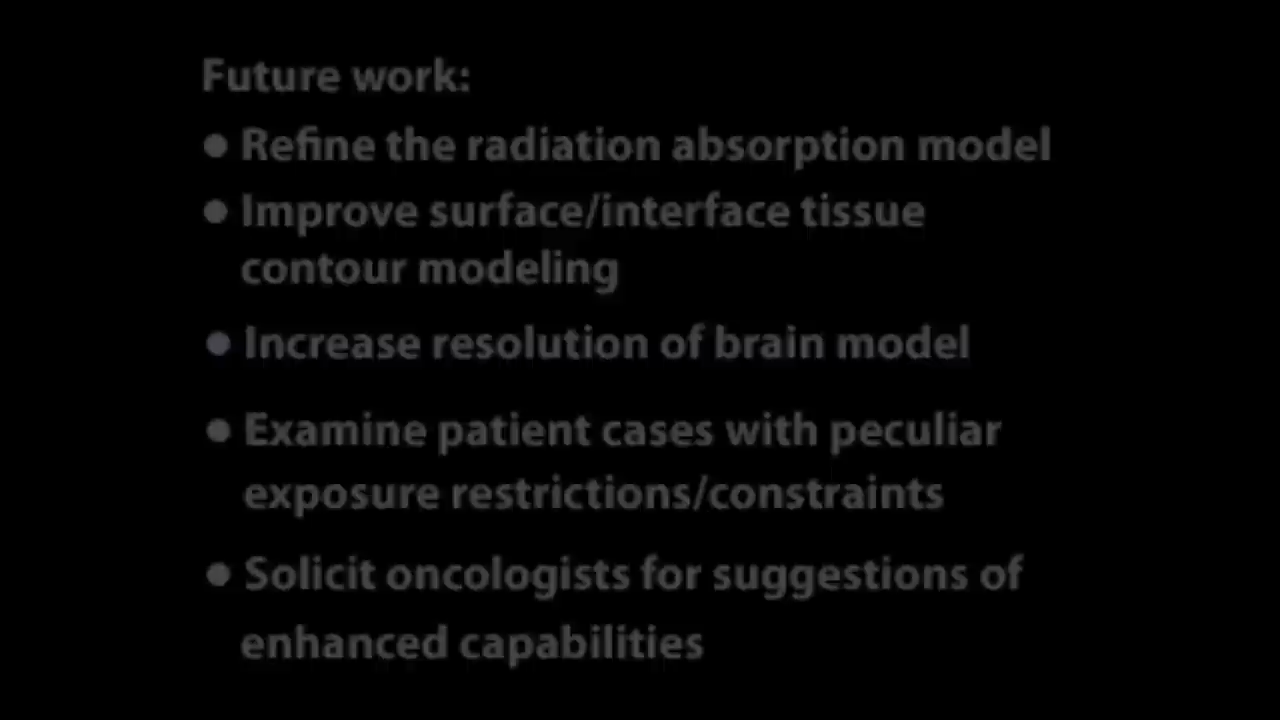 Future work:
● Refine the radiation absorption model
● Improve surface/interface tissue
contour modeling
● Increase resolution of brain model
● Examine patient cases with peculiar
exposure restrictions/constraints
● Solicit oncologists for suggestions of
enhanced capabilities